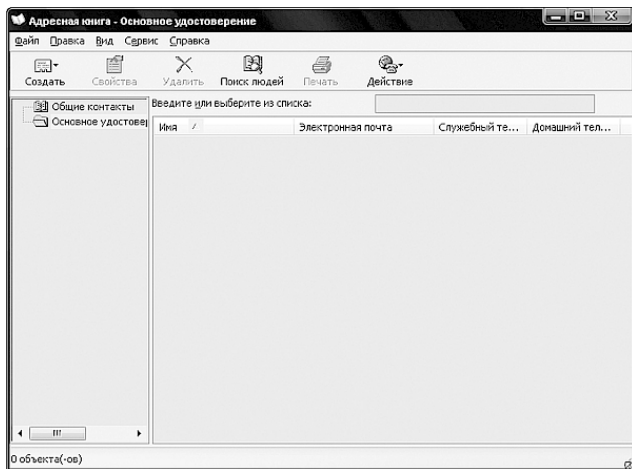 Адресная книга - Основное удостоверение
Файл Правка Вид Сервис Справка
Создать Свойства Удалить Поиск людей Печать Действие
Введите или выберите из списка:
Общие контакты
Основное удостовер
Имя Электронная почта Служебный те... Домашний тел...
0 объекта(-ов)